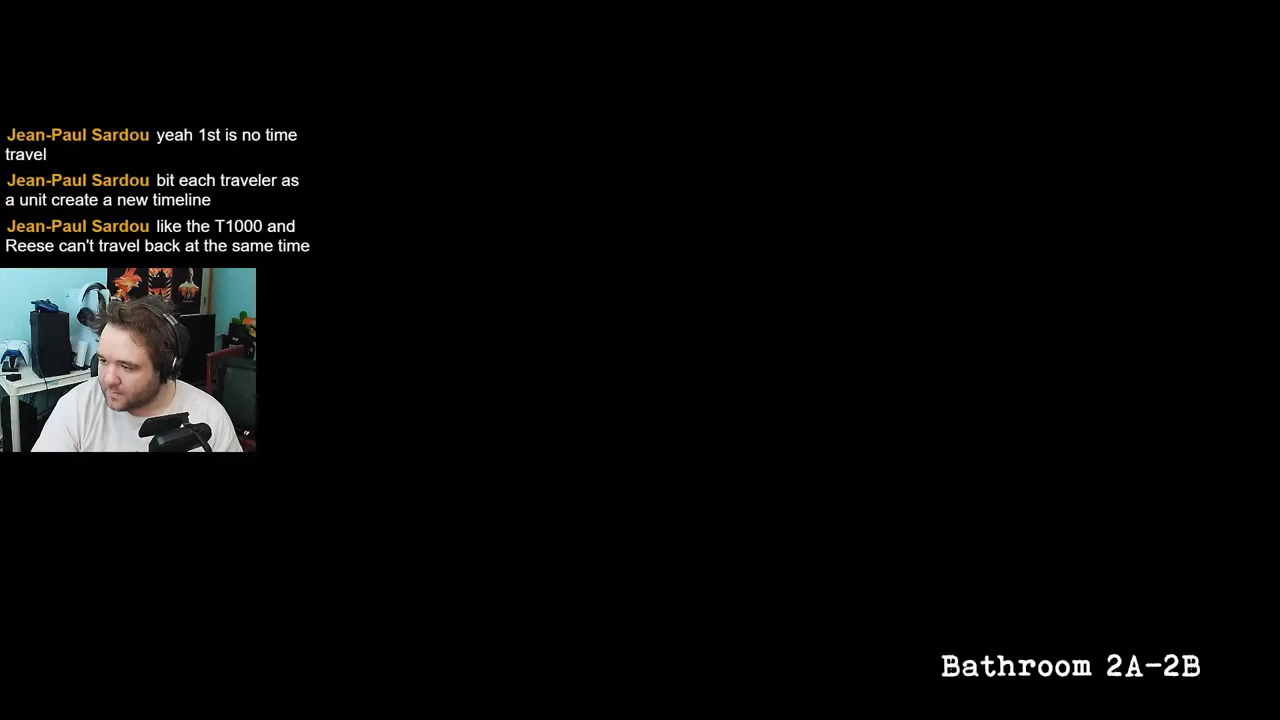 Jean-Paul Sardou yeah 1st is no time
travel
Jean-Paul Sardou bit each traveler as
a unit create a new timeline
Jean-Paul Sardou like the T1000 and
Reese can't travel back at the same time
Bathroom 2A-2B